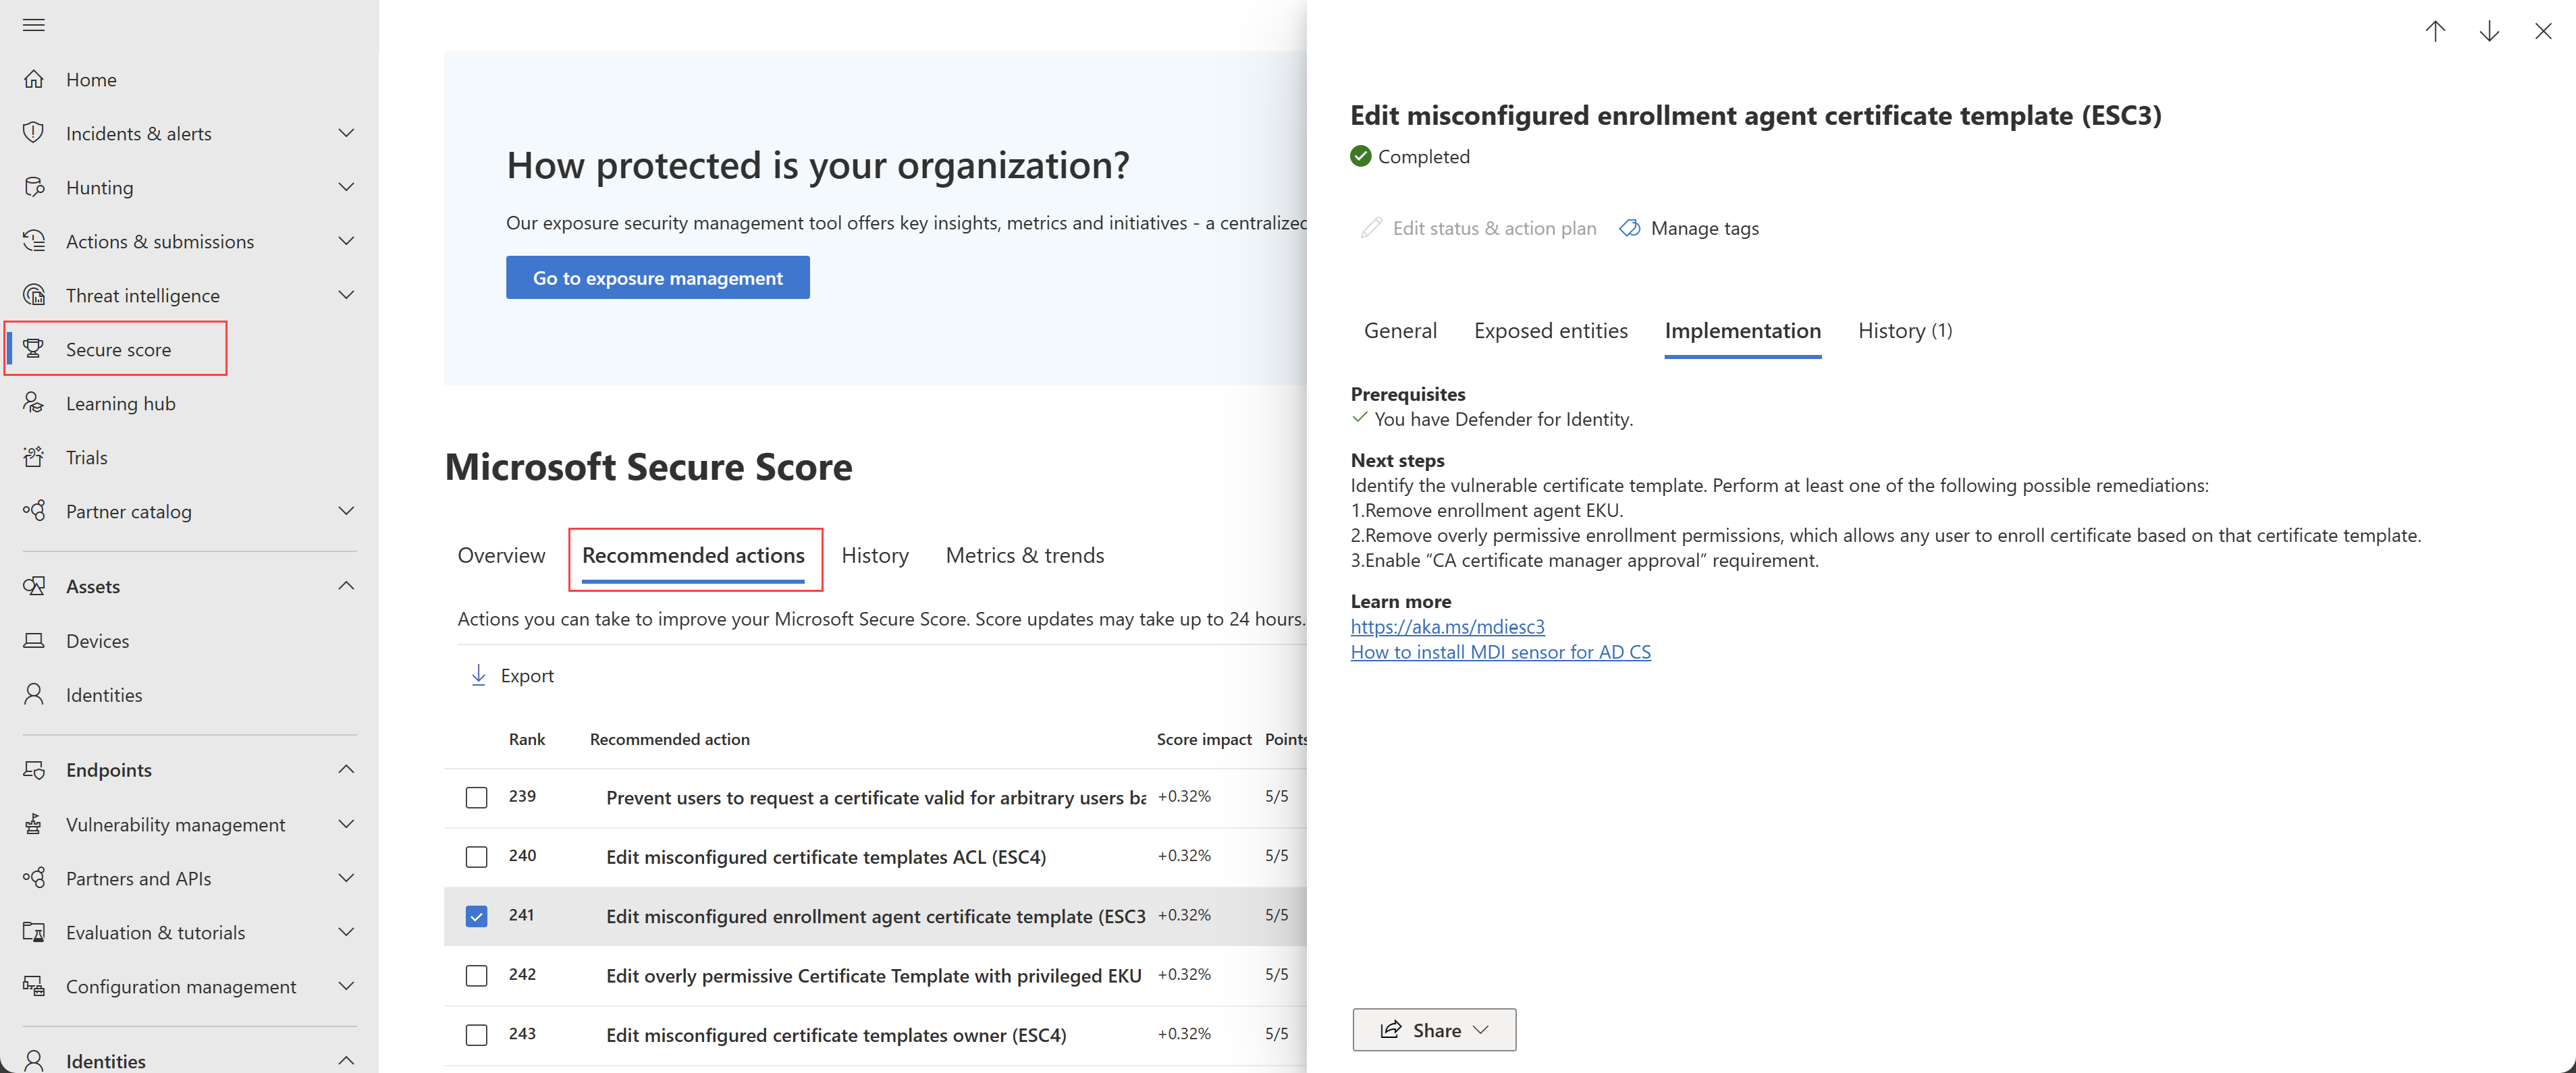 Home
Incidents & alerts
Hunting
Actions & submissions
Threat intelligence
Secure score
Learning hub
Trials
Partner catalog
Assets
Devices
Identities
Endpoints
Vulnerability management
Partners and APIs
Evaluation & tutorials
Configuration management
Identities
How protected is your organization?
Our exposure security management tool offers key insights, metrics and initiatives - a centralized
Go to exposure management
Microsoft Secure Score
Overview Recommended actions History Metrics & trends
Actions you can take to improve your Microsoft Secure Score. Score updates may take up to 24 hours.
Export
Rank Recommended action Score impact Points
239 Prevent users to request a certificate valid for arbitrary users ba +0.32% 5/5
240 Edit misconfigured certificate templates ACL (ESC4) +0.32% 5/5
241 Edit misconfigured enrollment agent certificate template (ESC3 +0.32% 5/5
242 Edit overly permissive Certificate Template with privileged EKU +0.32% 5/5
243 Edit misconfigured certificate templates owner (ESC4) +0.32% 5/5
Edit misconfigured enrollment agent certificate template (ESC3)
Completed
Edit status & action plan Manage tags
General Exposed entities Implementation History (1)
Prerequisites
You have Defender for Identity.
Next steps
Identify the vulnerable certificate template. Perform at least one of the following possible remediations:
1.Remove enrollment agent EKU.
2.Remove overly permissive enrollment permissions, which allows any user to enroll certificate based on that certificate template.
3.Enable “CA certificate manager approval” requirement.
Learn more
https://aka.ms/mdiesc3
How to install MDI sensor for AD CS
Share